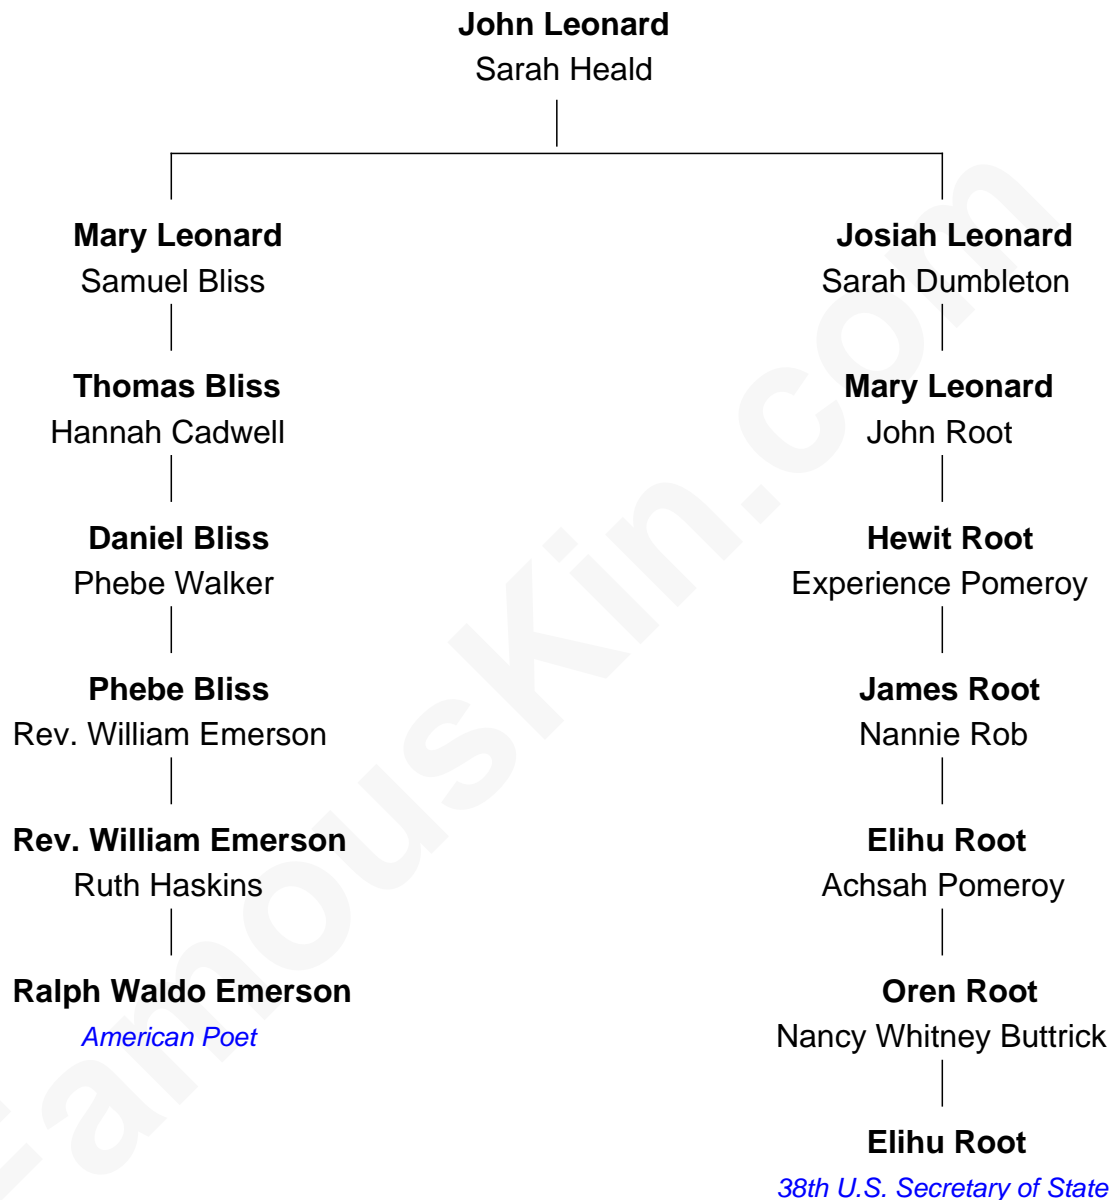 John Leonard
Sarah Heald
Mary Leonard
Samuel Bliss
Thomas Bliss
Hannah Cadwell
Daniel Bliss
Phebe Walker
Phebe Bliss
Rev. William Emerson
Rev. William Emerson
Ruth Haskins
Ralph Waldo Emerson
American Poet
Josiah Leonard
Sarah Dumbleton
Mary Leonard
John Root
Hewit Root
Experience Pomeroy
James Root
Nannie Rob
Elihu Root
Achsah Pomeroy
Oren Root
Nancy Whitney Buttrick
Elihu Root
38th U.S. Secretary of State
FamousKin.com